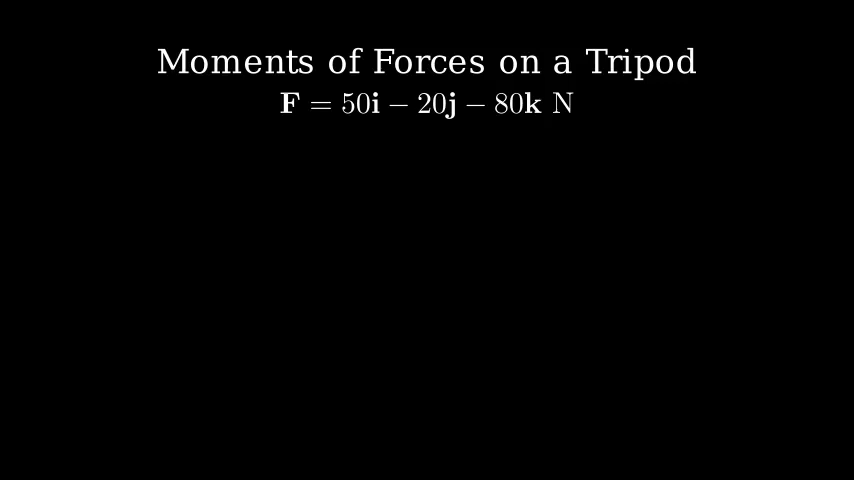 Moments of Forces on a Tripod
F = 50i − 20j − 80k N